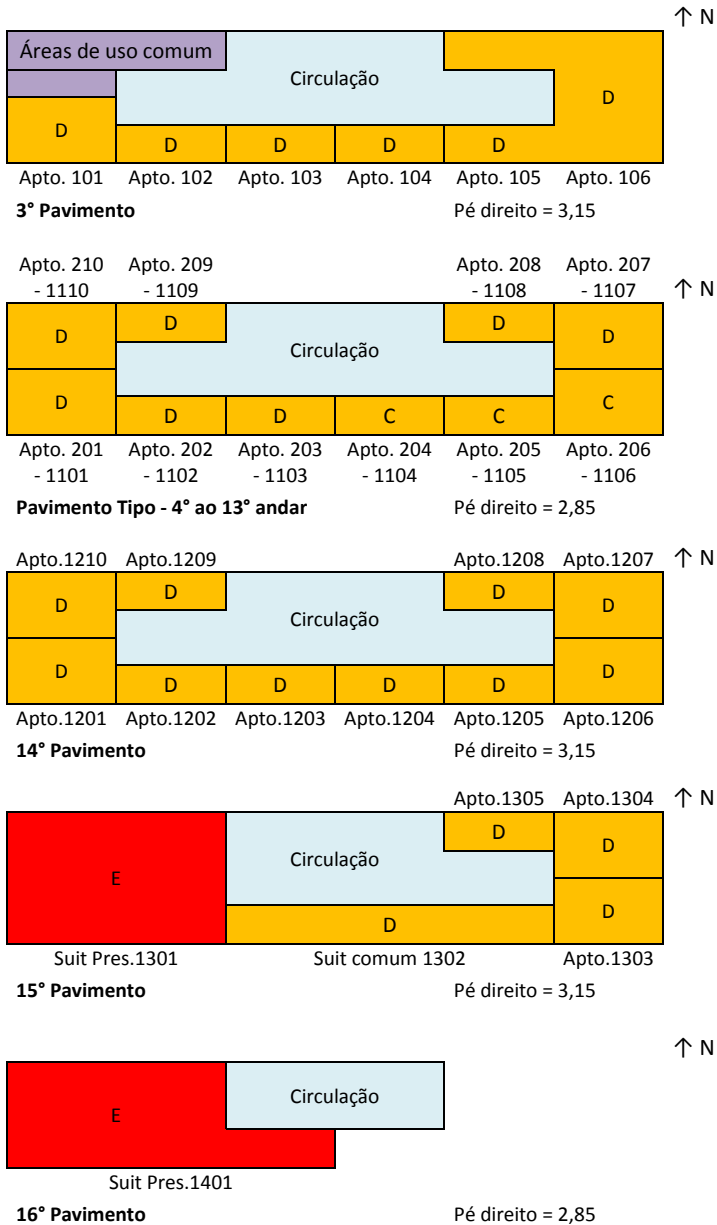 ↑ N
Áreas de uso comum
Circulação
D
D
D D D D
Apto. 101 Apto. 102 Apto. 103 Apto. 104 Apto. 105 Apto. 106
3° Pavimento Pé direito = 3,15
Apto. 210 Apto. 209 Apto. 208 Apto. 207
- 1110 - 1109 - 1108 - 1107 ↑ N
D D D D
Circulação
D D D C C C
Apto. 201 Apto. 202 Apto. 203 Apto. 204 Apto. 205 Apto. 206
- 1101 - 1102 - 1103 - 1104 - 1105 - 1106
Pavimento Tipo - 4° ao 13° andar Pé direito = 2,85
Apto.1210 Apto.1209 Apto.1208 Apto.1207 ↑ N
D D D D
Circulação
D D D D D D
Apto.1201 Apto.1202 Apto.1203 Apto.1204 Apto.1205 Apto.1206
14° Pavimento Pé direito = 3,15
Apto.1305 Apto.1304 ↑ N
D D
Circulação
E
D D
Suit Pres.1301 Suit comum 1302 Apto.1303
15° Pavimento Pé direito = 3,15
↑ N
Circulação
E
Suit Pres.1401
16° Pavimento Pé direito = 2,85